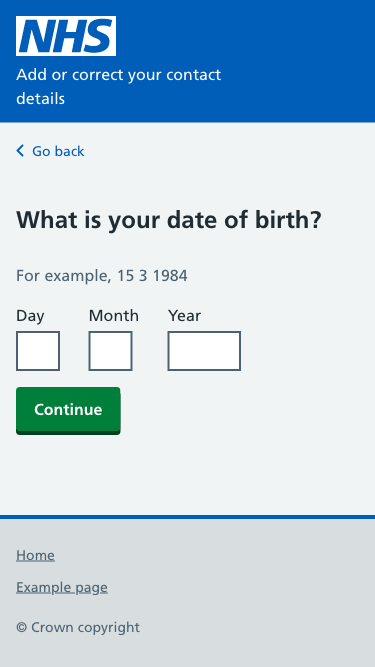 NHS
Add or correct your contact
details
Go back
What is your date of birth?
For example, 15 3 1984
Day Month Year
Continue
Home
Example page
© Crown copyright